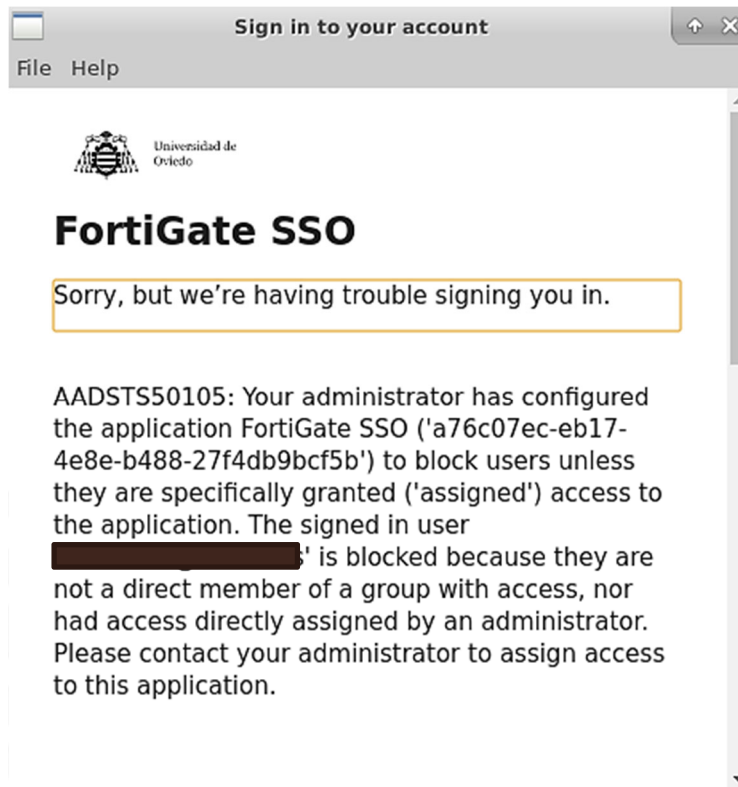 Sign in to your account
File Help
Universidad de
Oviedo
FortiGate SSO
Sorry, but we’re having trouble signing you in.
AADSTS50105: Your administrator has configured
the application FortiGate SSO ('a76c07ec-eb17-
4e8e-b488-27f4db9bcf5b') to block users unless
they are specifically granted ('assigned') access to
the application. The signed in user
' is blocked because they are
not a direct member of a group with access, nor
had access directly assigned by an administrator.
Please contact your administrator to assign access
to this application.